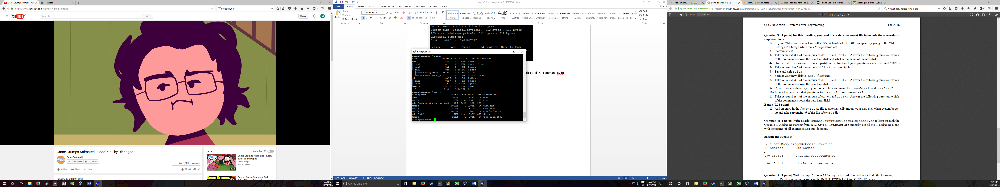 Game Grumps Animat...
Facebook
https://www.youtube.com/watch?v=Ehfk9Mhfqgg
brocolli lyrics
YouTube CA
Search
Upload
M
Game Grumps Animated - Good Kid - by Dinnerjoe
GameGrumps
Subscribed 3,580,064
420,393 views
Add to Share More
22,048 62
Published on Oct 27, 2016
Up next
Autoplay
Game Grumps Animated - Look out! - by Ed Peppe
GameGrumps
621,793 views
1:12
Best of Game Grumps - Bad
7:59 PM
10/29/2016
AidanPolese - Assignment 2 - 10197342 - Word
Sign in
FILE HOME INSERT DESIGN PAGE LAYOUT REFERENCES MAILINGS REVIEW VIEW
Paste
Cut
Copy
Format Painter
Calibri (Body) 11
¶ Normal
¶ No Spac...
Heading 1
Heading 2
Title
Subtitle
Subtle Em...
Emphasis
Intense E...
Strong
Quote
Intense Q...
Subtle Ref...
Intense Re...
Book Title
Find
Replace
Select
Clipboard
Font
Paragraph
Styles
Editing
Units: sectors of 1 * 512 = 512 bytes
Sector size (logical/physical): 512 bytes / 512 bytes
I/O size (minimum/optimal): 512 bytes / 512 bytes
Disklabel type: dos
Disk identifier: 0x6d2d7712
Device Boot Start End Sectors Size Id Type
aidan@ubuntu: ~
aidan@ubuntu:~$ lsblk
NAME MAJ:MIN RM SIZE RO TYPE MOUNTPOINT
sda 8:0 0 20G 0 disk
├─sda1 8:1 0 487M 0 part /boot
├─sda2 8:2 0 1K 0 part
└─sda5 8:5 0 19.5G 0 part
├─ubuntu--vg-root 252:0 0 17.5G 0 lvm /
└─ubuntu--vg-swap_1 252:1 0 2G 0 lvm [SWAP]
sdb 8:16 0 1G 0 disk
├─sdb1 8:17 0 1K 0 part
├─sdb5 8:21 0 500M 0 part
└─sdb6 8:22 0 500M 0 part
sr0 11:0 1 1024M 0 rom
aidan@ubuntu:~$ df -h
Filesystem Size Used Avail Use% Mounted on
udev 982M 0 982M 0% /dev
tmpfs 201M 3.3M 197M 2% /run
/dev/mapper/ubuntu--vg-root 18G 2.0G 15G 12% /
tmpfs 1001M 0 1001M 0% /dev/shm
tmpfs 5.0M 0 5.0M 0% /run/lock
tmpfs 1001M 0 1001M 0% /sys/fs/cgroup
/dev/sda1 472M 148M 300M 34% /boot
tmpfs 201M 0 201M 0% /run/user/1000
aidan@ubuntu:~$
db5 and the command sudo
PAGE 2 OF 2 48 WORDS ENGLISH (CANADA)
130%
Ask me anything
ENG
US
7:59 PM
10/29/2016
Assignment 2 - CISC 220-...
DownloadAttachment
bashCommandsSheet2 - ...
bash - for loop for IP rang...
How to Use Fdisk to Mana...
Creating an ext3 File System
Queen's University at Kingston (CA)
https://onq.queensu.ca/d2l/le/dropbox/69709/69123/DownloadAttachment?fid=2296342
virtual box, delete virtual disk
Page: 3 of 3
Automatic Zoom
CISC220 Section 2: System-Level Programming Fall 2016
Question 3: [1 point] for this question, you need to create a document file to include the screenshots
requested here:
1- In your VM, create a new Controller: SATA hard disk of 1GB disk space by going to the VM
Settings -> Storage while the VM is powered off.
2- Start your VM
3- Take screenshot 1 of the outputs of df -h and lsblk. Answer the following question: which
of the commands shows the new hard disk and what is the name of the new disk?
4- Use fdisk to create one extended partition that has two logical partitions each of around 500MB
5- Take screenshot 2 of the outputs of fdisk partition table
6- Save and exit fdisk
7- Format your new disk to ext3 filesystem
8- Take screenshot 3 of the outputs of df -h and lsblk. Answer the following question: which
of the commands shows the new hard disk?
9- Create two new directory in your home folder and name them newDisk1 and newDisk2
10- Mount the new hard disk partitions to newDisk1 and newDisk2
11- Take screenshot 4 of the outputs of df -h and lsblk. Answer the following question: which
of the commands shows the new hard disk?
Bonus [0.25 point]
12- Add an entry in the /etc/fstab file to automatically mount your new disk when system boots
up and take screenshot 5 of the file after you edit it.
Question 4: [1 point] Write a script queensComputingSubdomainFinder.sh to loop through the
Queen's IP Addresses starting from 130.15.0.0 till 130.15.255.255 and print out all the IP addresses along
with the names of all cs.queensu.ca sub-domains.
Sample input/output
./ queensComputingSubdomainFinder.sh
IP Address Sub-Domain
…
130.15.1.3 capital.cs.queensu.ca
…
130.15.4.1 ritch4.cs.queensu.ca
…
Question 5: [1 point] Write a script firewallSetup.sh to add firewall rules to do the following:
- Delete any previous rules in the INPUT, FORWARD and OUTPUT tables
7:59 PM
10/29/2016